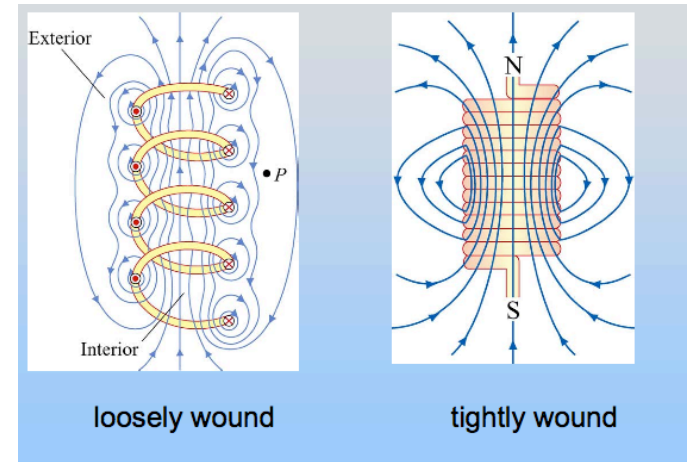 Exterior
P
Interior
N
S
loosely wound
tightly wound